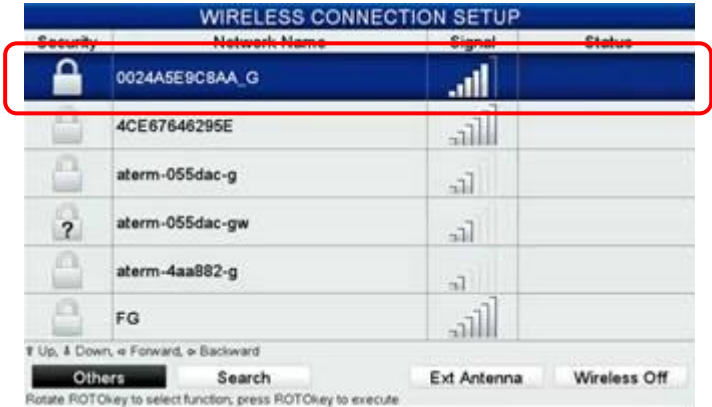 WIRELESS CONNECTION SETUP
Security Network Name Signal Status
0024A5E9C8AA_G
4CE67646295E
aterm-055dac-g
? aterm-055dac-gw
aterm-4aa882-g
FG
⬆ Up, ⬇ Down, ⇨ Forward, ⇦ Backward
Others Search Ext Antenna Wireless Off
Rotate ROTOkey to select function; press ROTOkey to execute